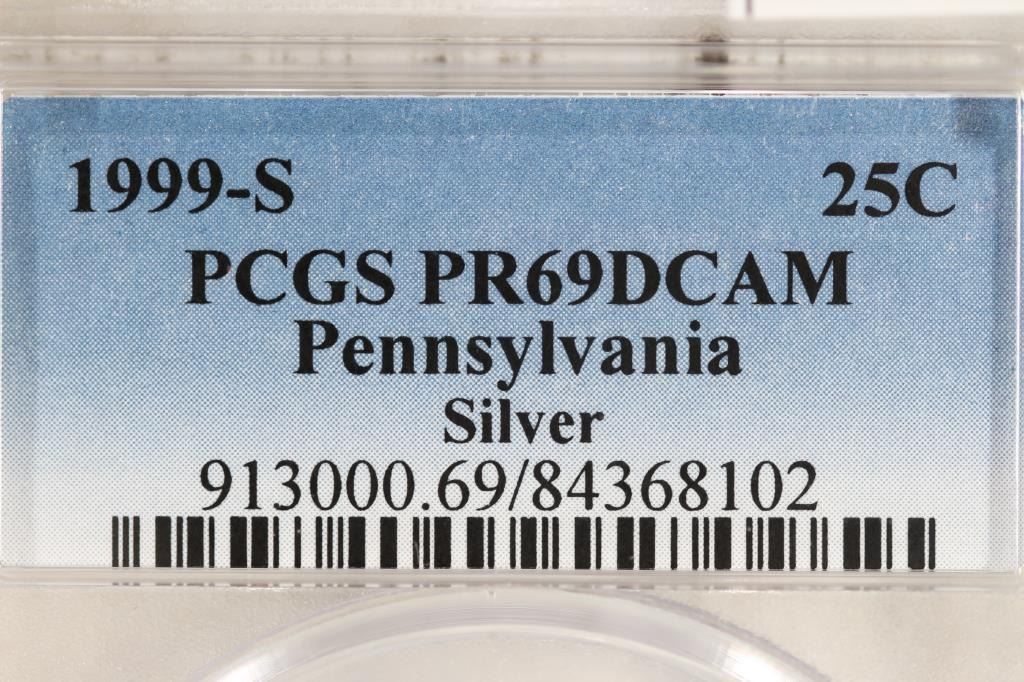 1999-S 25C
PCGS PR69DCAM
Pennsylvania
Silver
913000.69/84368102